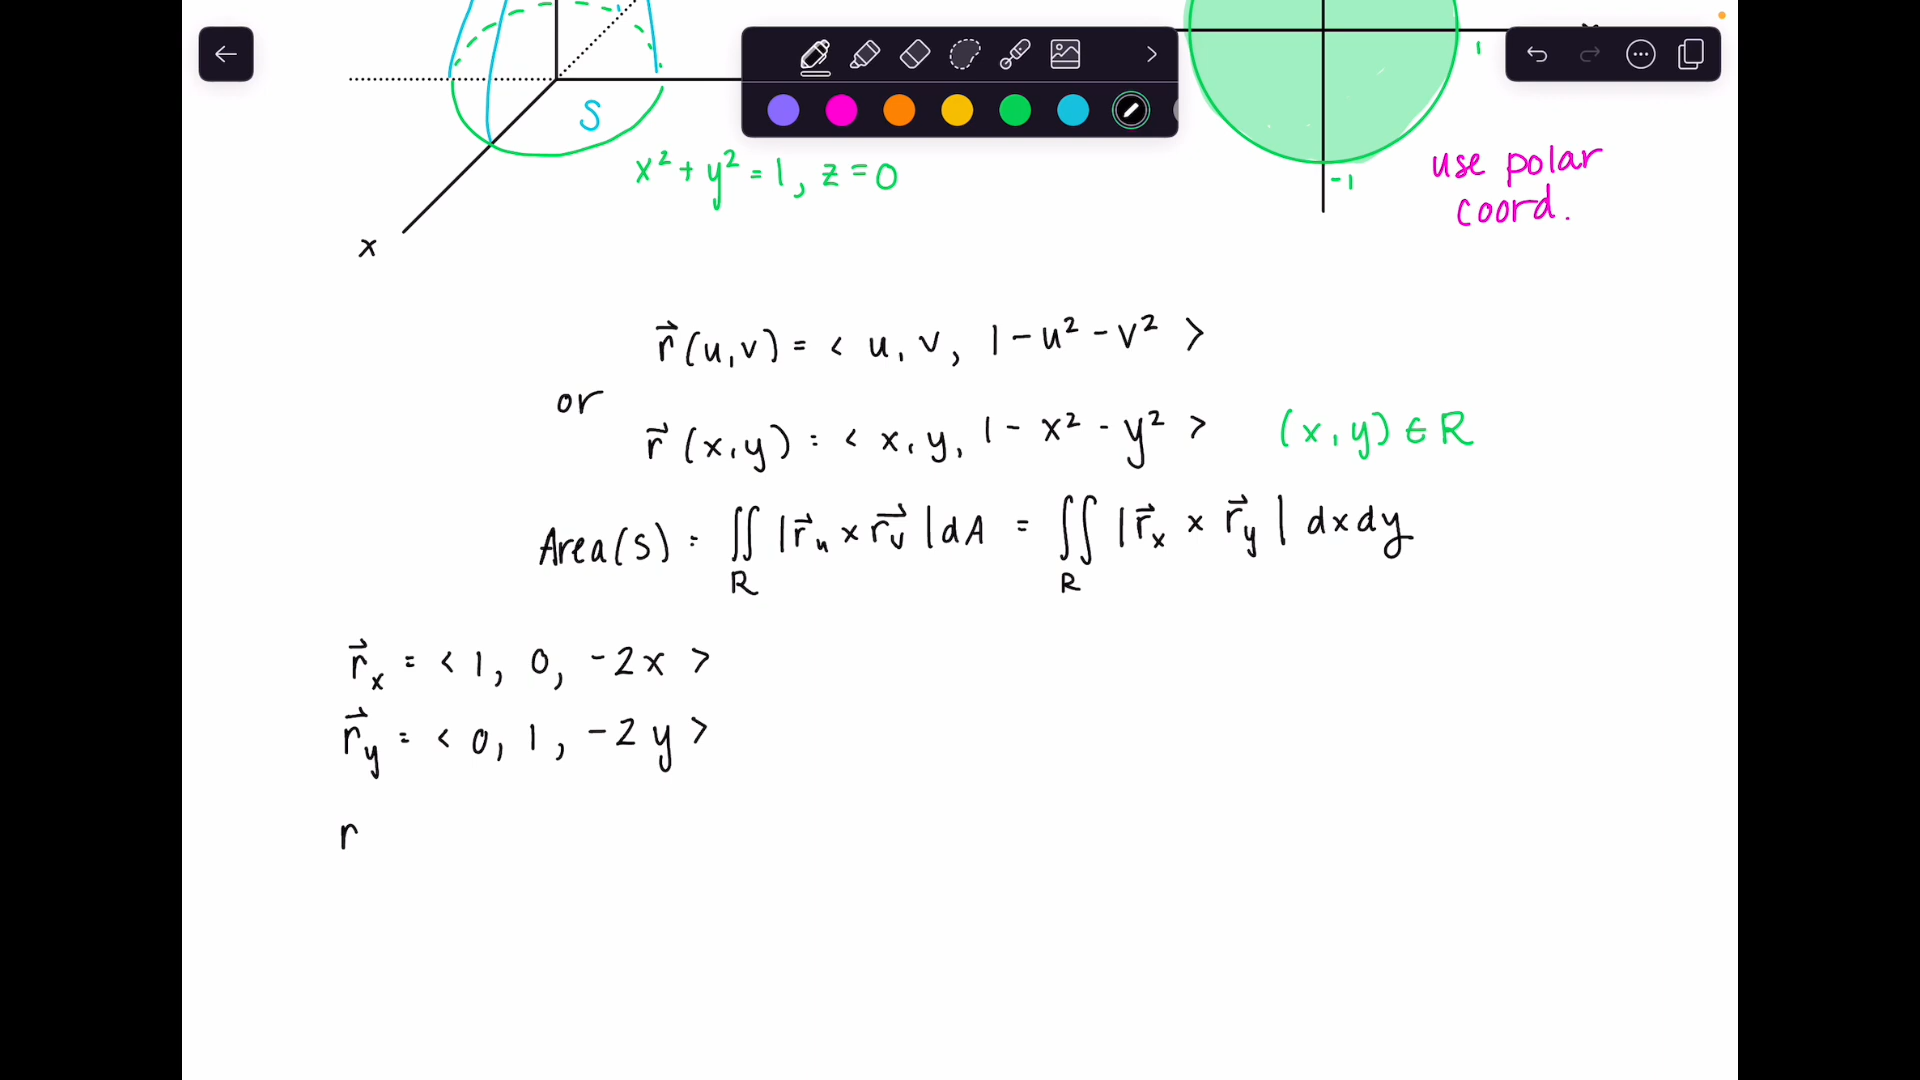 S
1
x² + y² = 1, z = 0
-1
use polar
coord.
x
r⃗(u,v) = < u, v, 1 - u² - v² >
or
r⃗(x,y) = < x, y, 1 - x² - y² > (x,y) ∈ R
Area(S) = ∬_R |r⃗_u × r⃗_v| dA = ∬_R |r⃗_x × r⃗_y| dxdy
r⃗_x = < 1, 0, -2x >
r⃗_y = < 0, 1, -2y >
r